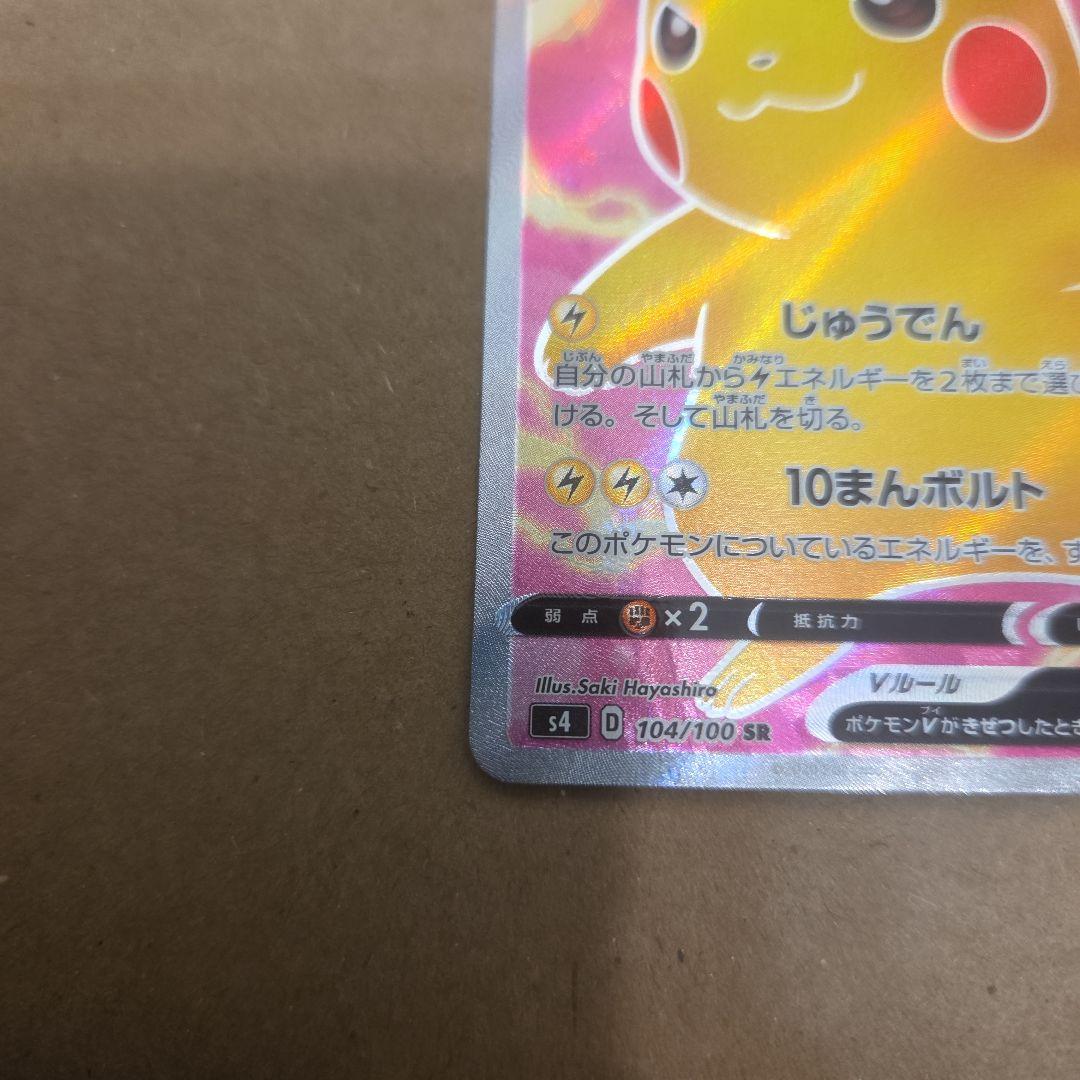 じゅうでん
自分の山札から エネルギーを2枚まで選
ける。そして山札を切る。
10まんボルト
このポケモンについているエネルギーを、す
弱点 ×2 抵抗力
Illus.Saki Hayashiro
Vルール
s4 D 104/100 SR
ポケモンVがきぜつしたとき
©2020